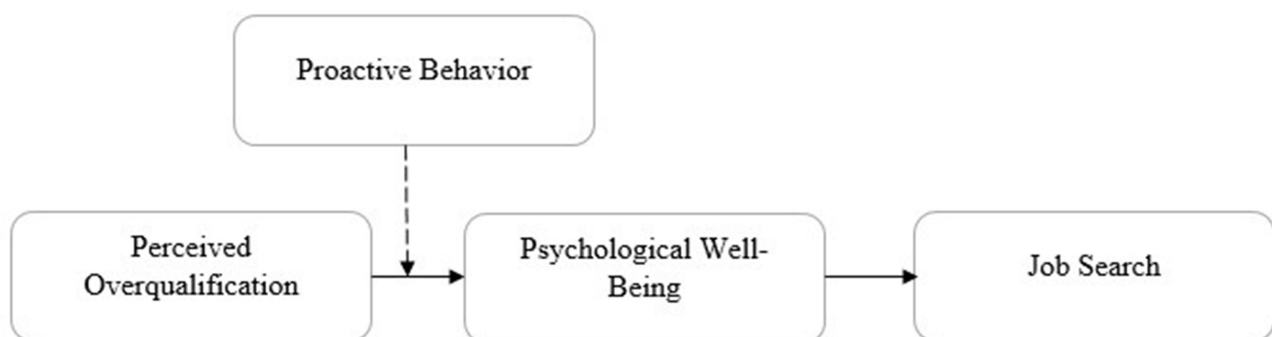 Proactive Behavior
Perceived
Overqualification
Psychological Well-
Being
Job Search